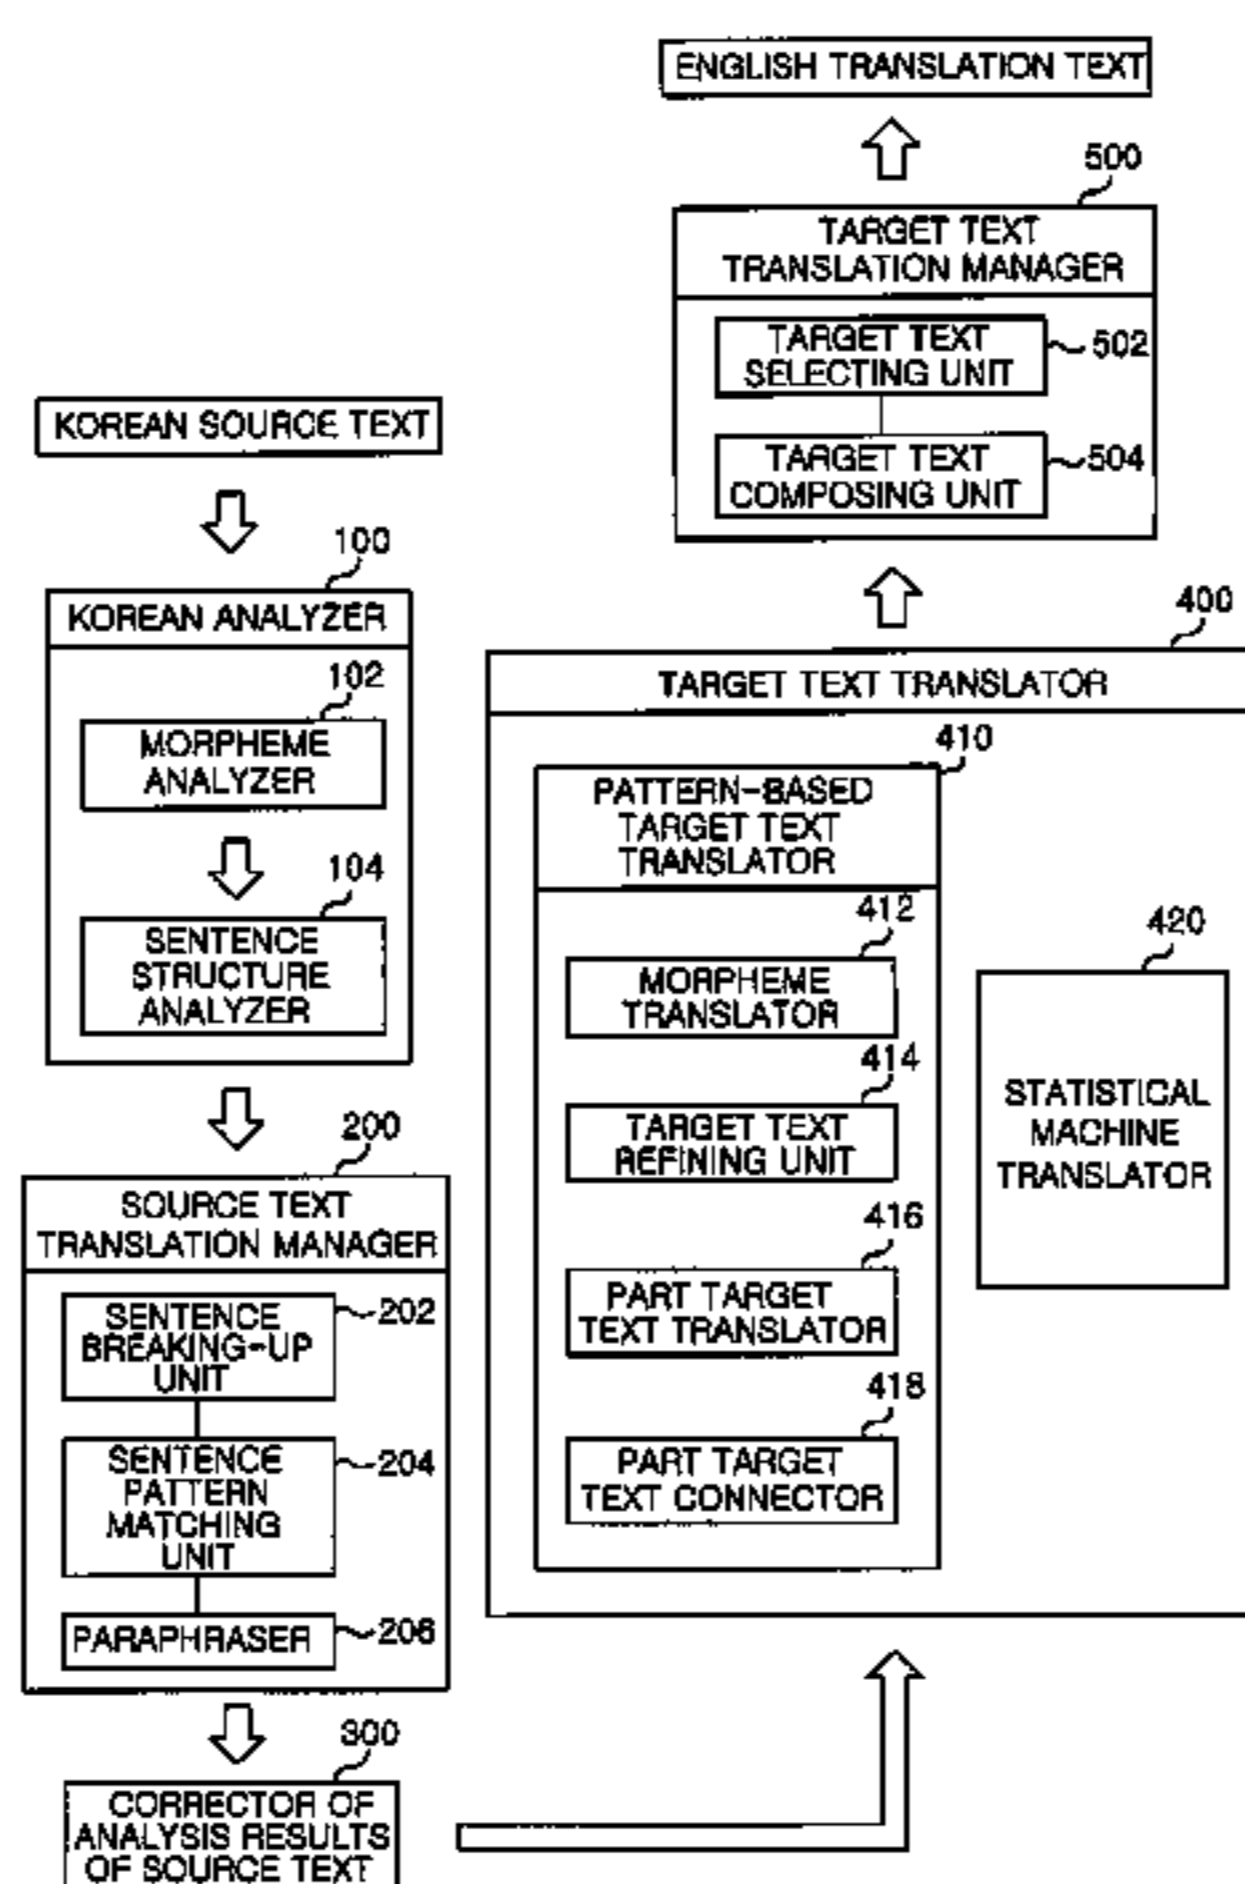 ENGLISH TRANSLATION TEXT
500
TARGET TEXT
TRANSLATION MANAGER
TARGET TEXT
SELECTING UNIT
502
TARGET TEXT
COMPOSING UNIT
504
KOREAN SOURCE TEXT
100
KOREAN ANALYZER
102
MORPHEME
ANALYZER
104
SENTENCE
STRUCTURE
ANALYZER
200
SOURCE TEXT
TRANSLATION MANAGER
SENTENCE
BREAKING-UP
UNIT
202
SENTENCE
PATTERN
MATCHING
UNIT
204
PARAPHRASER
206
300
CORRECTOR OF
ANALYSIS RESULTS
OF SOURCE TEXT
400
TARGET TEXT TRANSLATOR
410
PATTERN-BASED
TARGET TEXT
TRANSLATOR
412
MORPHEME
TRANSLATOR
414
TARGET TEXT
REFINING UNIT
416
PART TARGET
TEXT TRANSLATOR
418
PART TARGET
TEXT CONNECTOR
420
STATISTICAL
MACHINE
TRANSLATOR